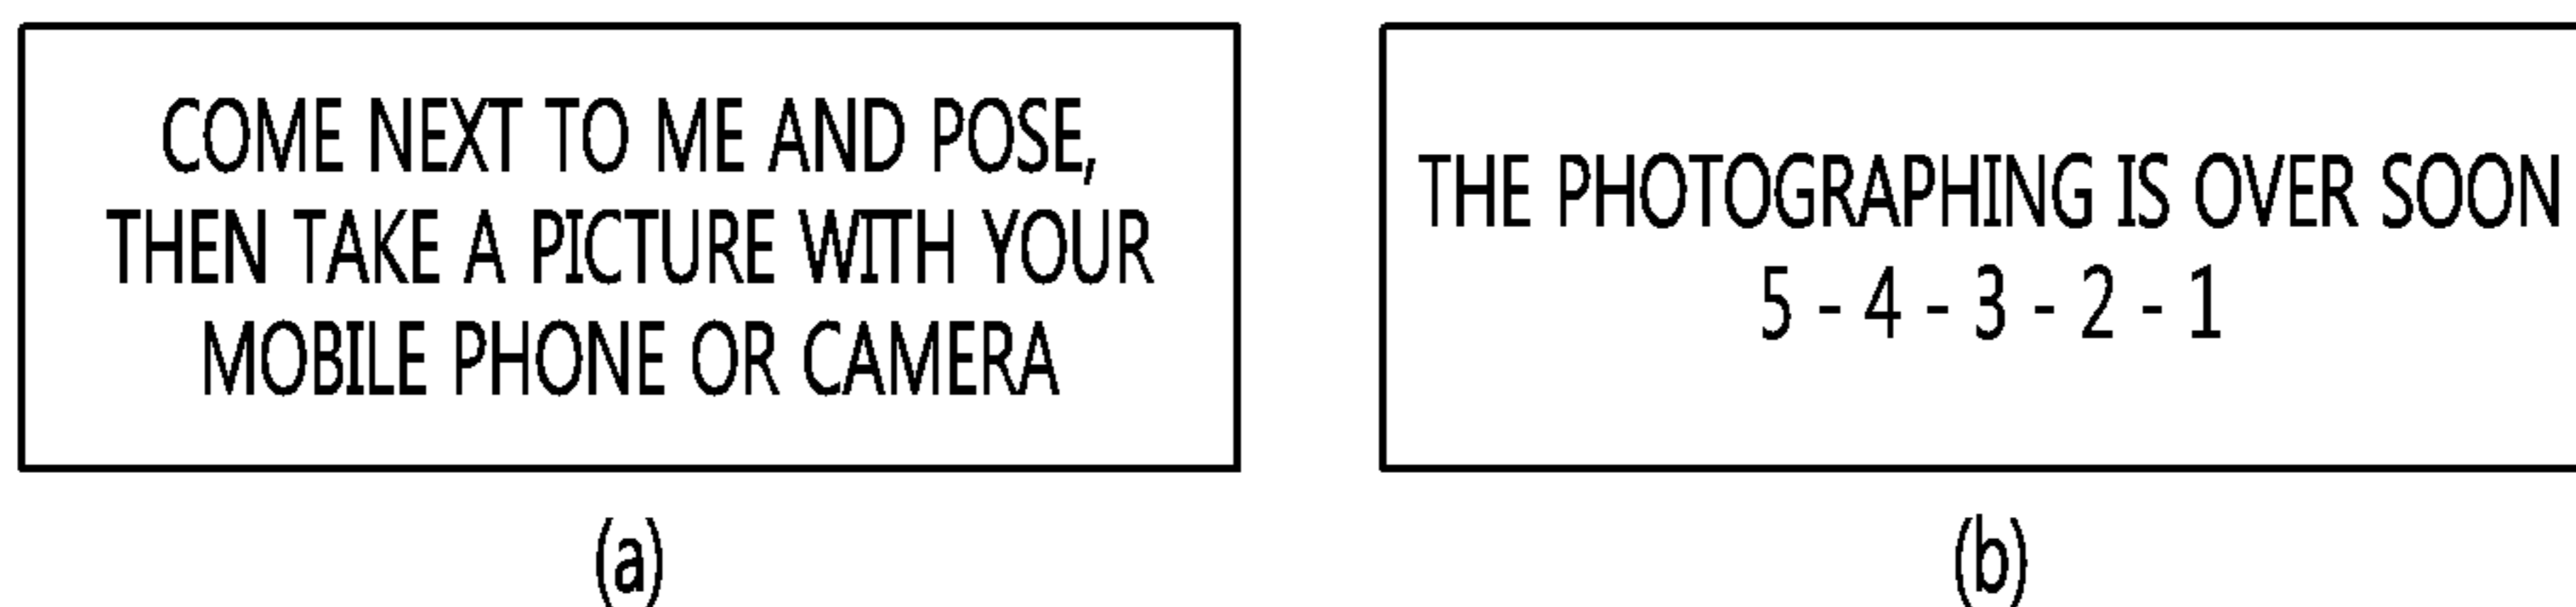 COME NEXT TO ME AND POSE,
THEN TAKE A PICTURE WITH YOUR
MOBILE PHONE OR CAMERA
(a)
THE PHOTOGRAPHING IS OVER SOON
5 - 4 - 3 - 2 - 1
(b)